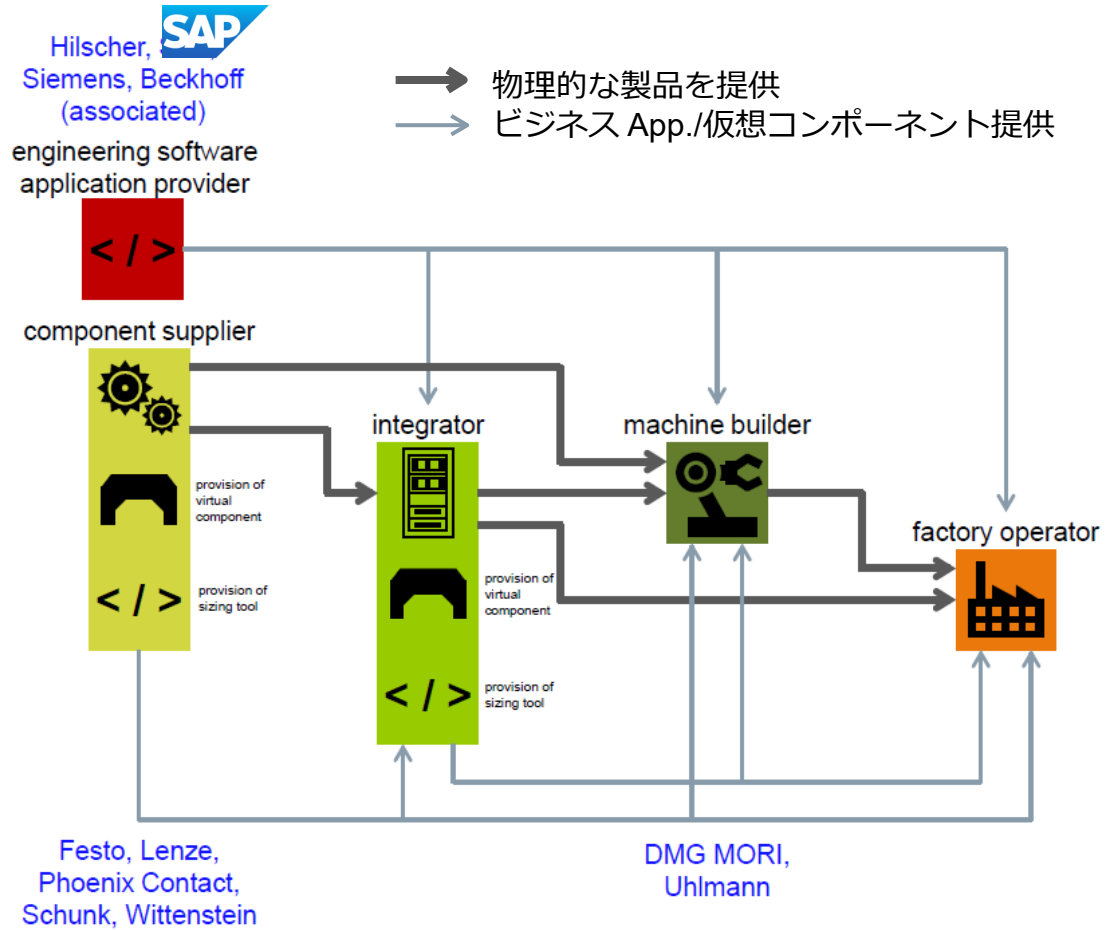 SAP
Hilscher,
Siemens, Beckhoff
(associated)
物理的な製品を提供
ビジネス App./仮想コンポーネント提供
engineering software
application provider
< / >
component supplier
integrator
machine builder
factory operator
provision of
virtual
component
provision of
sizing tool
< / >
provision of
virtual
component
provision of
sizing tool
< / >
Festo, Lenze,
Phoenix Contact,
Schunk, Wittenstein
DMG MORI,
Uhlmann